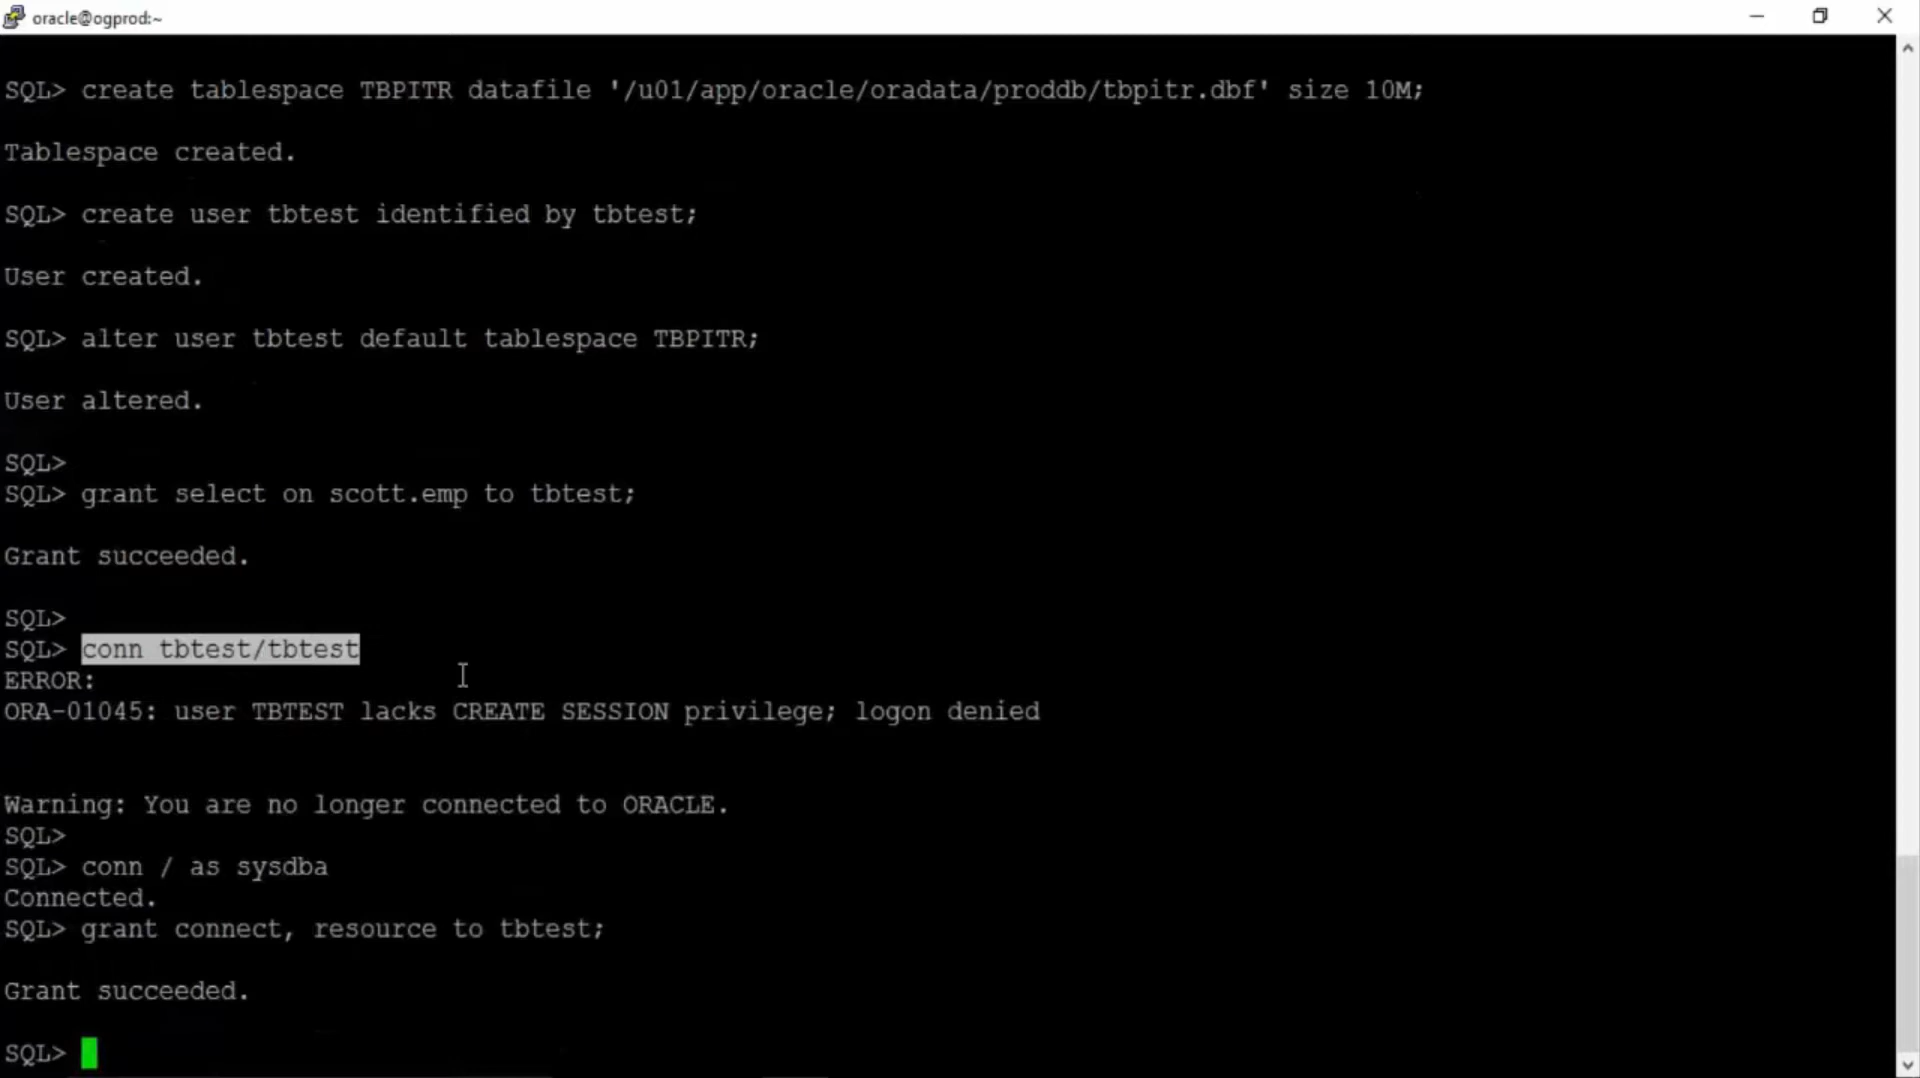 oracle@ogprod:~
SQL> create tablespace TBPITR datafile '/u01/app/oracle/oradata/proddb/tbpitr.dbf' size 10M;
Tablespace created.
SQL> create user tbtest identified by tbtest;
User created.
SQL> alter user tbtest default tablespace TBPITR;
User altered.
SQL>
SQL> grant select on scott.emp to tbtest;
Grant succeeded.
SQL>
SQL> conn tbtest/tbtest
ERROR:
ORA-01045: user TBTEST lacks CREATE SESSION privilege; logon denied
Warning: You are no longer connected to ORACLE.
SQL>
SQL> conn / as sysdba
Connected.
SQL> grant connect, resource to tbtest;
Grant succeeded.
SQL>